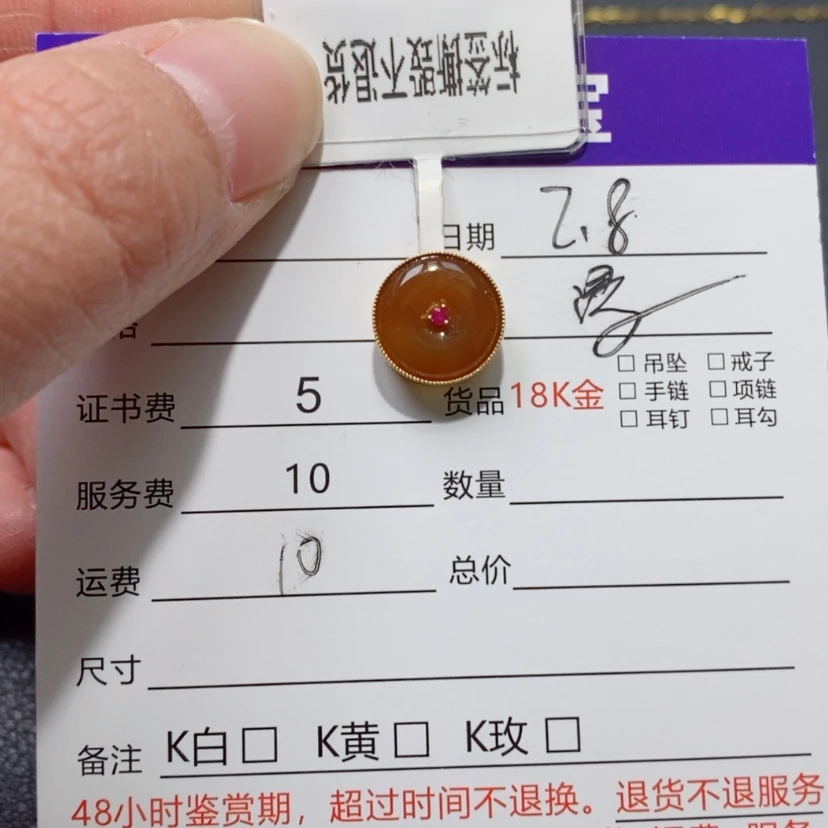 标签撕毁不退货
宝
日期 2.8
名
证书费 5 货品 18K金 □ 吊坠 □ 戒子
□ 手链 □ 项链
□ 耳钉 □ 耳勾
服务费 10 数量
运费 10 总价
尺寸
备注 K白 □ K黄 □ K玫 □
48小时鉴赏期，超过时间不退换。退货不退服务